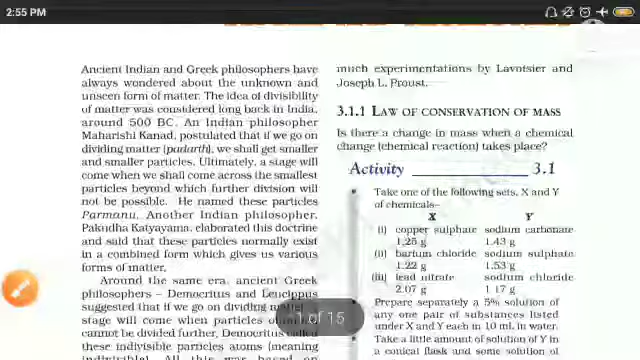 2:55 PM
Ancient Indian and Greek philosophers have
always wondered about the unknown and
unseen form of matter. The idea of divisibility
of matter was considered long back in India,
around 500 BC. An Indian philosopher
Maharishi Kanad, postulated that if we go on
dividing matter (padarth), we shall get smaller
and smaller particles. Ultimately, a stage will
come when we shall come across the smallest
particles beyond which further division will
not be possible. He named these particles
Parmanu. Another Indian philosopher,
Pakudha Katyayama, elaborated this doctrine
and said that these particles normally exist
in a combined form which gives us various
forms of matter.
Around the same era, ancient Greek
philosophers – Democritus and Leucippus
suggested that if we go on dividing
stage will come when particles
cannot be divided further. Democritus
these indivisible particles atoms (meaning
indivisible). All this was based on
much experimentations by Lavoisier and
Joseph L. Proust.
3.1.1 LAW OF CONSERVATION OF MASS
Is there a change in mass when a chemical
change (chemical reaction) takes place?
Activity 3.1
• Take one of the following sets, X and Y
of chemicals–
X Y
(i) copper sulphate sodium carbonate
1.25 g 1.43 g
(ii) barium chloride sodium sulphate
1.22 g 1.53 g
(iii) lead nitrate sodium chloride
2.07 g 1.17 g
Prepare separately a 5% solution of
any one pair of substances listed
under X and Y each in 10 mL in water.
Take a little amount of solution of Y in
a conical flask and some solution of
1 of 15